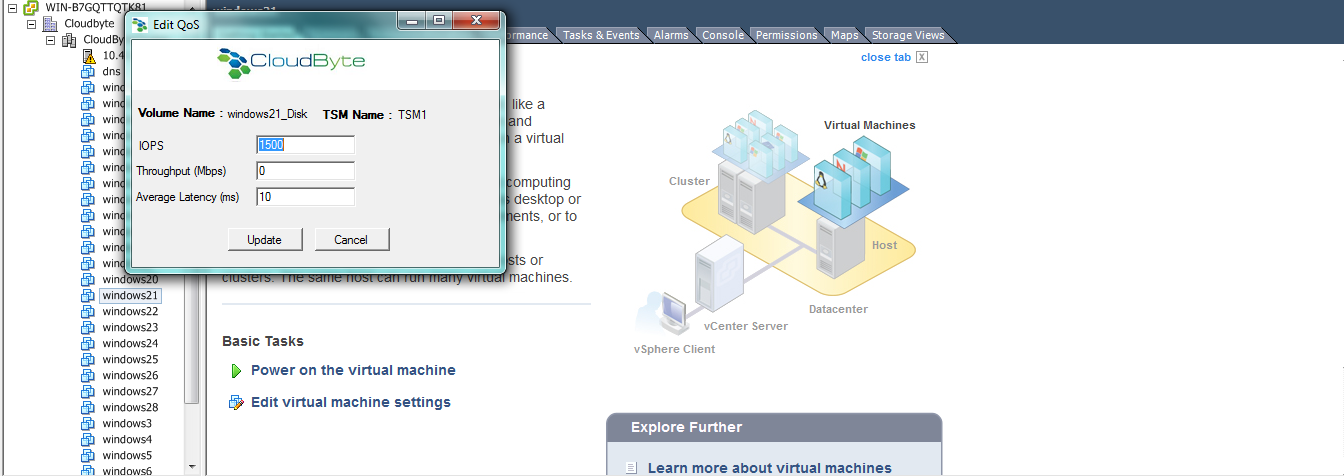 WIN-B7GQTTQTK81
Cloudbyte
CloudBy
10.4
dns
wind
wind
wind
wind
wind
wind
wind
wind
wind
wind
wind
wind
windows20
windows21
windows22
windows23
windows24
windows25
windows26
windows27
windows28
windows3
windows4
windows5
windows6
Edit QoS
CloudByte
Volume Name : windows21_Disk TSM Name : TSM1
IOPS 1500
Throughput (Mbps) 0
Average Latency (ms) 10
Update Cancel
windows21
ormance Tasks & Events Alarms Console Permissions Maps Storage Views
close tab X
like a
and
n a virtual
computing
s desktop or
ments, or to
sts or
clusters. The same host can run many virtual machines.
Basic Tasks
Power on the virtual machine
Edit virtual machine settings
Virtual Machines
Cluster
Host
Datacenter
vCenter Server
vSphere Client
Explore Further
Learn more about virtual machines